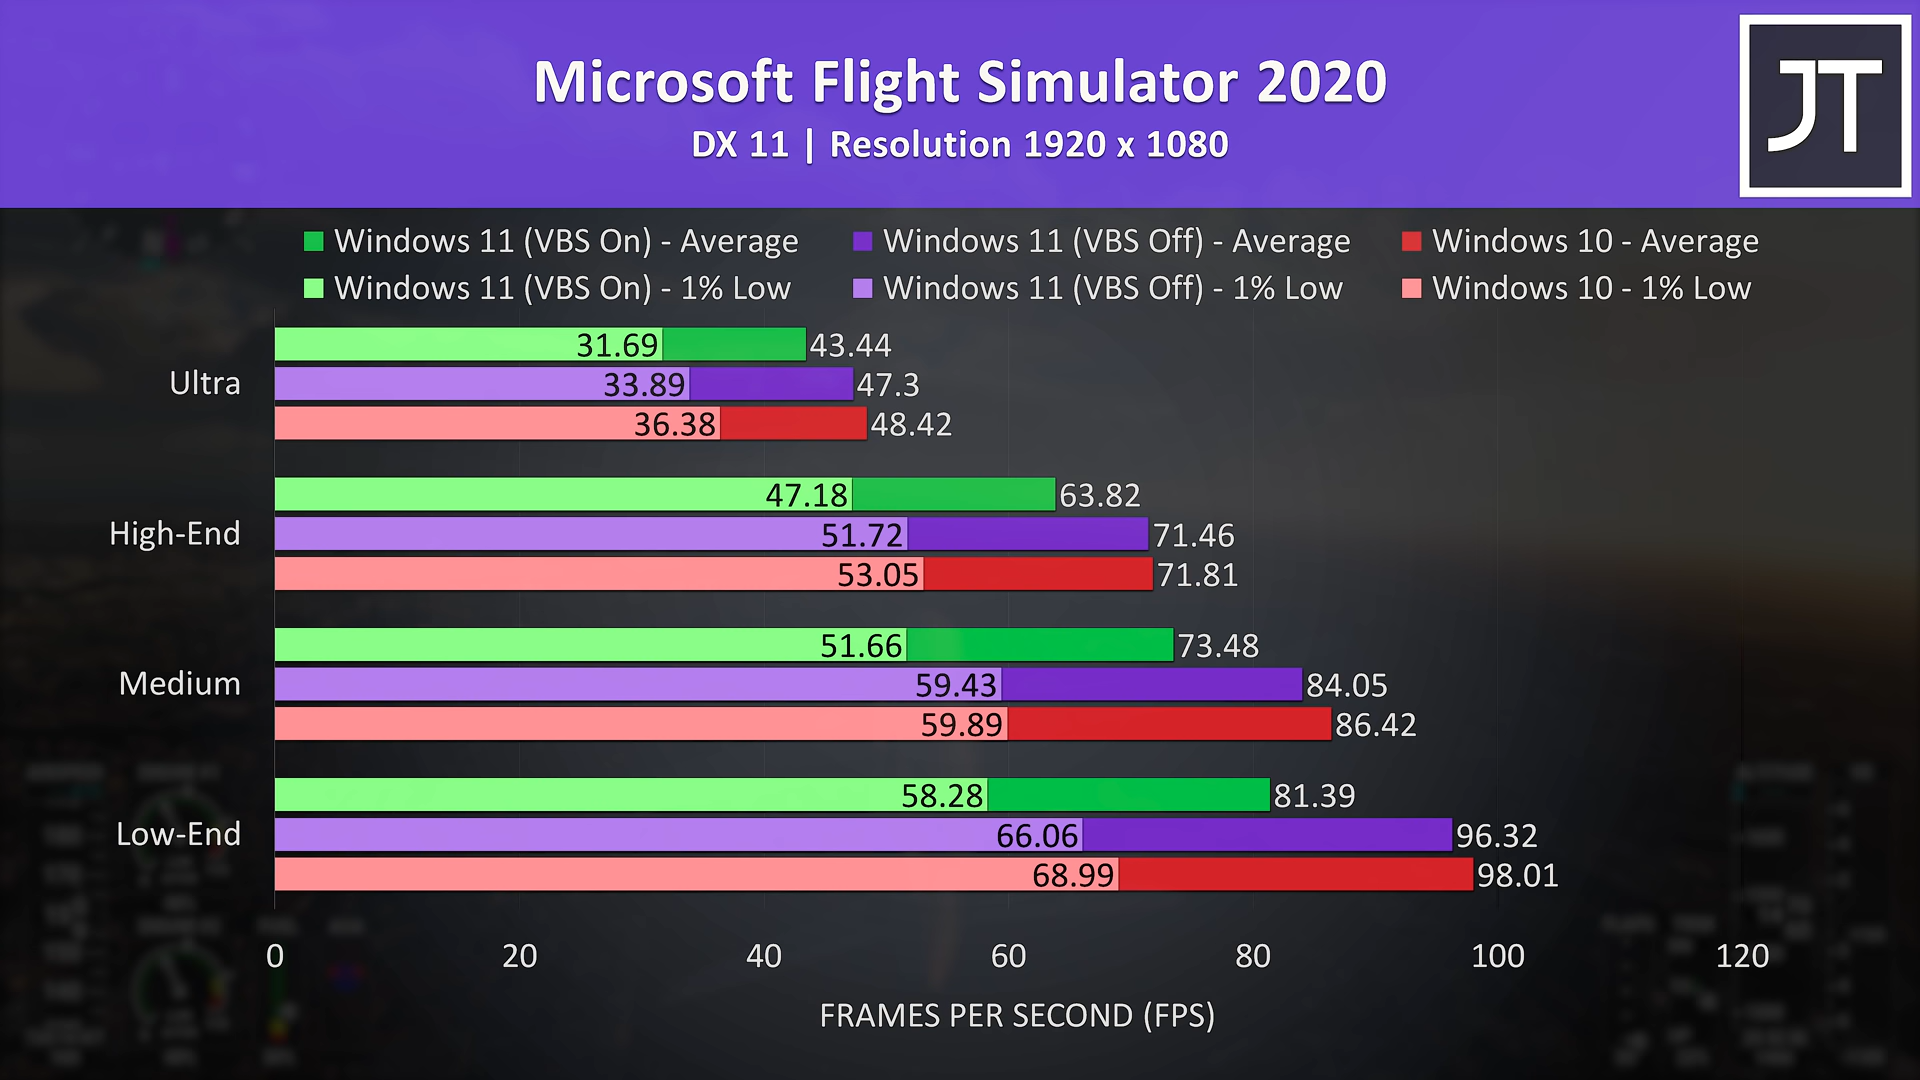 Microsoft Flight Simulator 2020
DX 11 | Resolution 1920 x 1080
JT
Windows 11 (VBS On) - Average
Windows 11 (VBS Off) - Average
Windows 10 - Average
Windows 11 (VBS On) - 1% Low
Windows 11 (VBS Off) - 1% Low
Windows 10 - 1% Low
Ultra
31.69 43.44
33.89 47.3
36.38 48.42
High-End
47.18 63.82
51.72 71.46
53.05 71.81
Medium
51.66 73.48
59.43 84.05
59.89 86.42
Low-End
58.28 81.39
66.06 96.32
68.99 98.01
0 20 40 60 80 100 120
FRAMES PER SECOND (FPS)